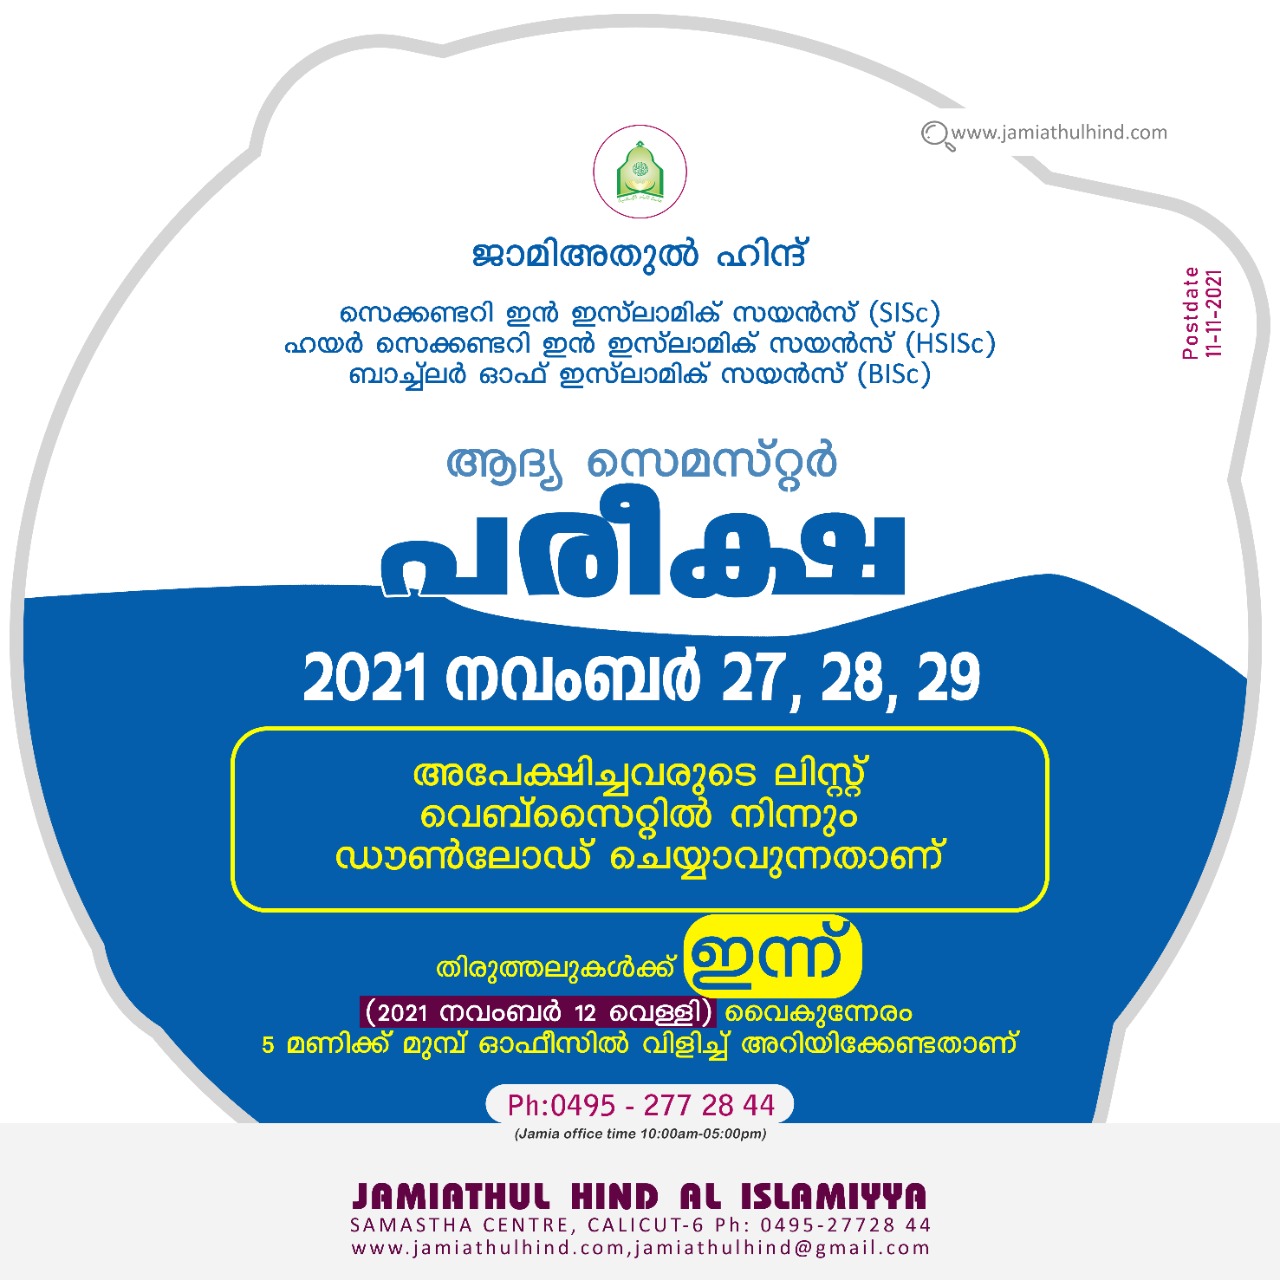 www.jamiathulhind.com
Postdate
11-11-2021
ജാമിഅതുൽ ഹിന്ദ്
സെക്കണ്ടറി ഇൻ ഇസ്‌ലാമിക് സയൻസ് (SISc)
ഹയർ സെക്കണ്ടറി ഇൻ ഇസ്‌ലാമിക് സയൻസ് (HSISc)
ബാച്ച്ലർ ഓഫ് ഇസ്‌ലാമിക് സയൻസ് (BISc)
ആദ്യ സെമസ്റ്റർ
പരീക്ഷ
2021 നവംബർ 27, 28, 29
അപേക്ഷിച്ചവരുടെ ലിസ്റ്റ്
വെബ്സൈറ്റിൽ നിന്നും
ഡൗൺലോഡ് ചെയ്യാവുന്നതാണ്
തിരുത്തലുകൾക്ക് ഇന്ന്
(2021 നവംബർ 12 വെള്ളി) വൈകുന്നേരം
5 മണിക്ക് മുമ്പ് ഓഫീസിൽ വിളിച്ച് അറിയിക്കേണ്ടതാണ്
Ph:0495 - 277 28 44
(Jamia office time 10:00am-05:00pm)
JAMIATHUL HIND AL ISLAMIYYA
SAMASTHA CENTRE, CALICUT-6 Ph: 0495-27728 44
www.jamiathulhind.com,jamiathulhind@gmail.com